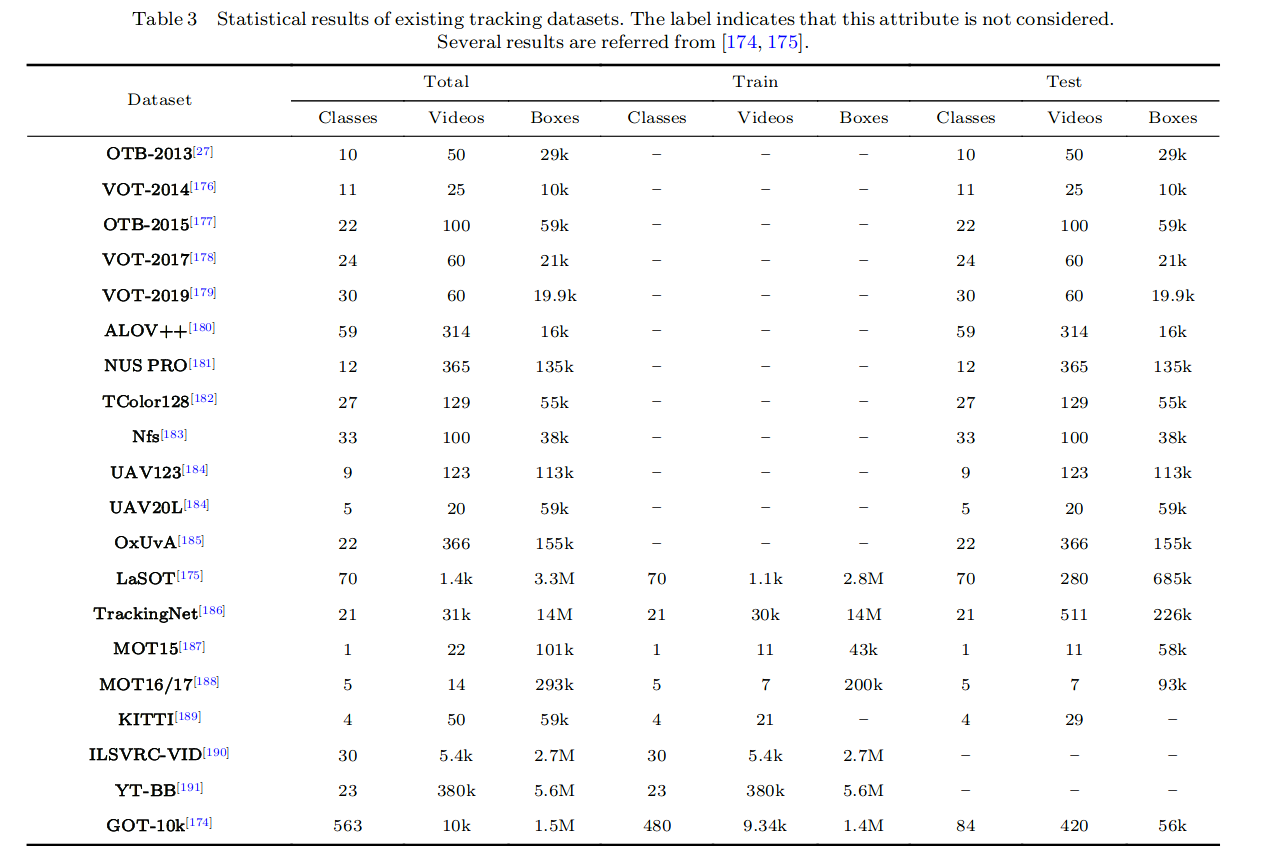 Table 3 Statistical results of existing tracking datasets. The label indicates that this attribute is not considered.
Several results are referred from [174, 175].
Dataset Total Train Test
Classes Videos Boxes Classes Videos Boxes Classes Videos Boxes
OTB-2013[27] 10 50 29k – – – 10 50 29k
VOT-2014[176] 11 25 10k – – – 11 25 10k
OTB-2015[177] 22 100 59k – – – 22 100 59k
VOT-2017[178] 24 60 21k – – – 24 60 21k
VOT-2019[179] 30 60 19.9k – – – 30 60 19.9k
ALOV++[180] 59 314 16k – – – 59 314 16k
NUS PRO[181] 12 365 135k – – – 12 365 135k
TColor128[182] 27 129 55k – – – 27 129 55k
Nfs[183] 33 100 38k – – – 33 100 38k
UAV123[184] 9 123 113k – – – 9 123 113k
UAV20L[184] 5 20 59k – – – 5 20 59k
OxUvA[185] 22 366 155k – – – 22 366 155k
LaSOT[175] 70 1.4k 3.3M 70 1.1k 2.8M 70 280 685k
TrackingNet[186] 21 31k 14M 21 30k 14M 21 511 226k
MOT15[187] 1 22 101k 1 11 43k 1 11 58k
MOT16/17[188] 5 14 293k 5 7 200k 5 7 93k
KITTI[189] 4 50 59k 4 21 – 4 29 –
ILSVRC-VID[190] 30 5.4k 2.7M 30 5.4k 2.7M – – –
YT-BB[191] 23 380k 5.6M 23 380k 5.6M – – –
GOT-10k[174] 563 10k 1.5M 480 9.34k 1.4M 84 420 56k